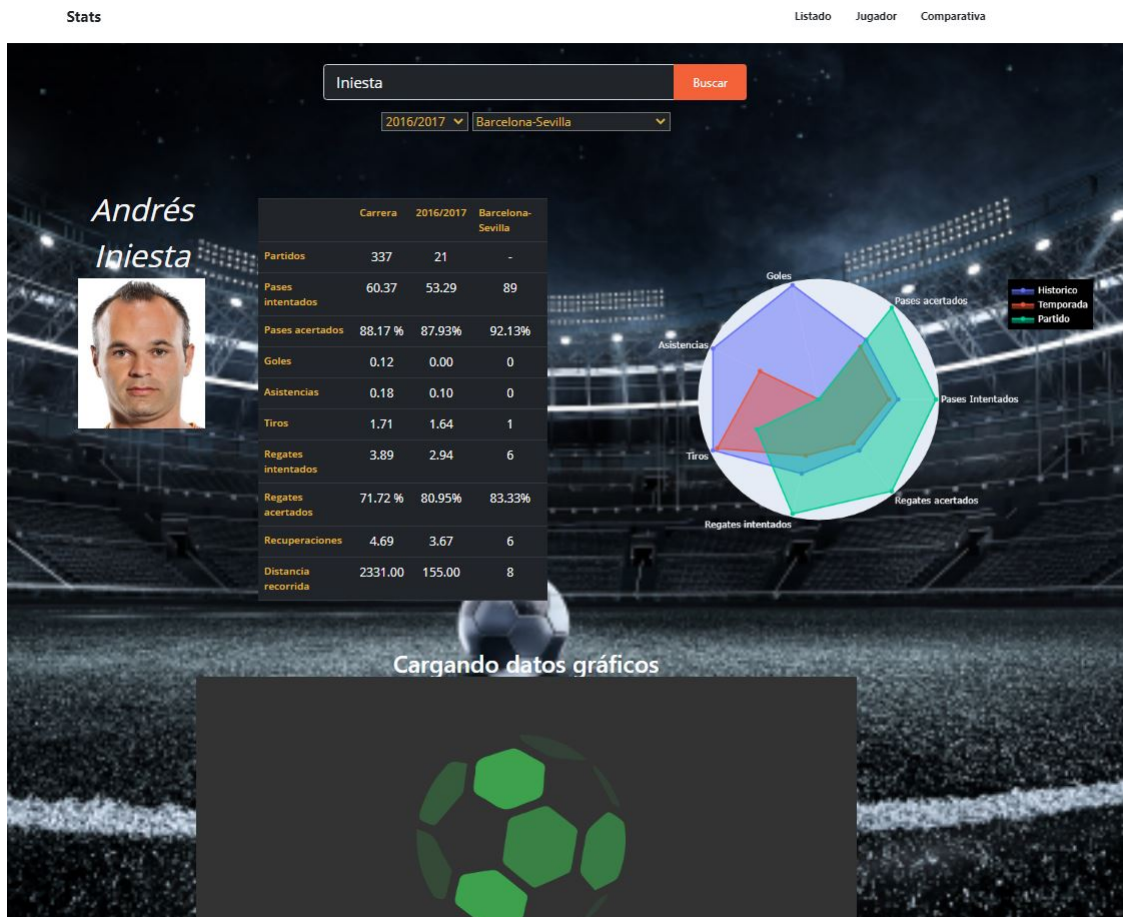 Stats
Listado Jugador Comparativa
Iniesta
Buscar
2016/2017 Barcelona-Sevilla
Andrés
Iniesta
Carrera 2016/2017 Barcelona-
Sevilla
Partidos 337 21 -
Pases
intentados 60.37 53.29 89
Pases acertados 88.17 % 87.93% 92.13%
Goles 0.12 0.00 0
Asistencias 0.18 0.10 0
Tiros 1.71 1.64 1
Regates
intentados 3.89 2.94 6
Regates
acertados 71.72 % 80.95% 83.33%
Recuperaciones 4.69 3.67 6
Distancia
recorrida 2331.00 155.00 8
Goles
Pases acertados
Asistencias
Pases Intentados
Tiros
Regates acertados
Regates intentados
Historico
Temporada
Partido
Cargando datos gráficos